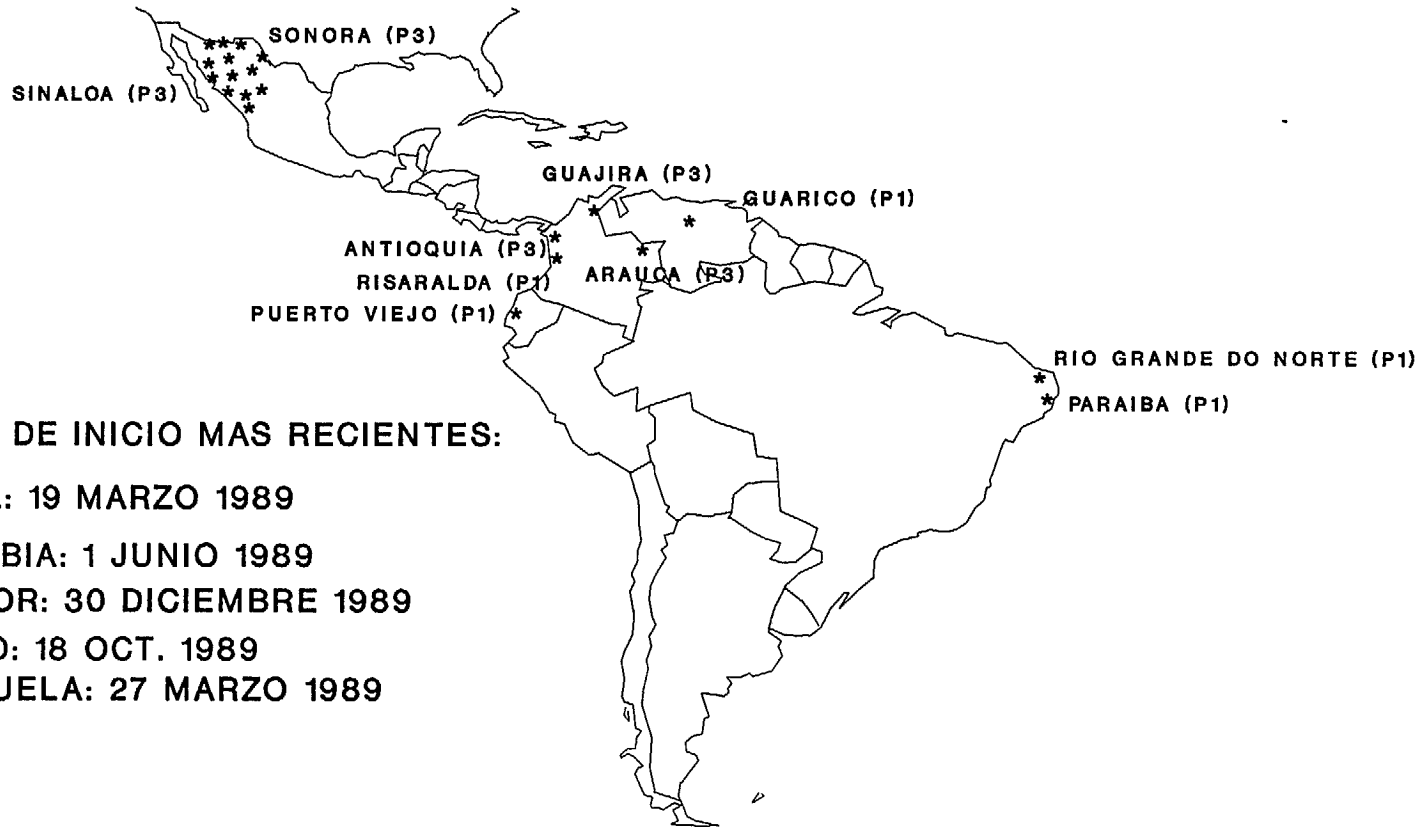 SONORA (P3)
SINALOA (P3)
GUAJIRA (P3)
GUARICO (P1)
ANTIOQUIA (P3)
ARAUCA (P3)
RISARALDA (P1)
PUERTO VIEJO (P1)
RIO GRANDE DO NORTE (P1)
PARAIBA (P1)
DE INICIO MAS RECIENTES:
: 19 MARZO 1989
BIA: 1 JUNIO 1989
OR: 30 DICIEMBRE 1989
: 18 OCT. 1989
UELA: 27 MARZO 1989